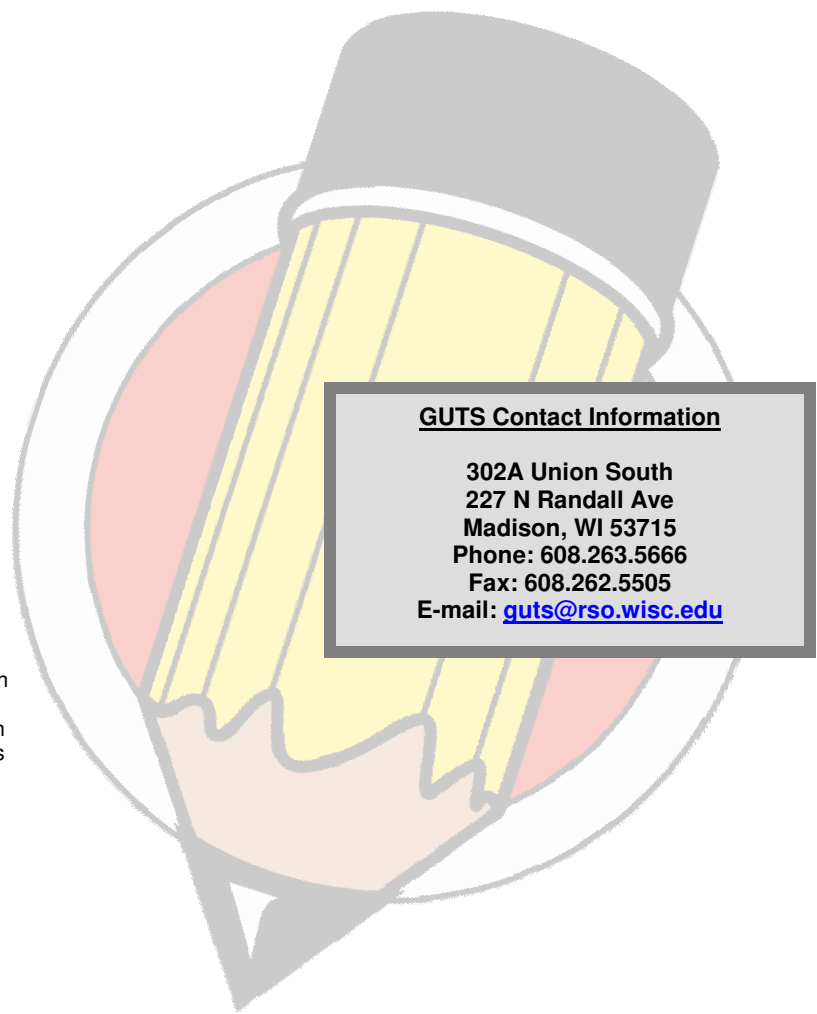 GUTS Contact Information
302A Union South
227 N Randall Ave
Madison, WI 53715
Phone: 608.263.5666
Fax: 608.262.5505
E-mail: guts@rso.wisc.edu